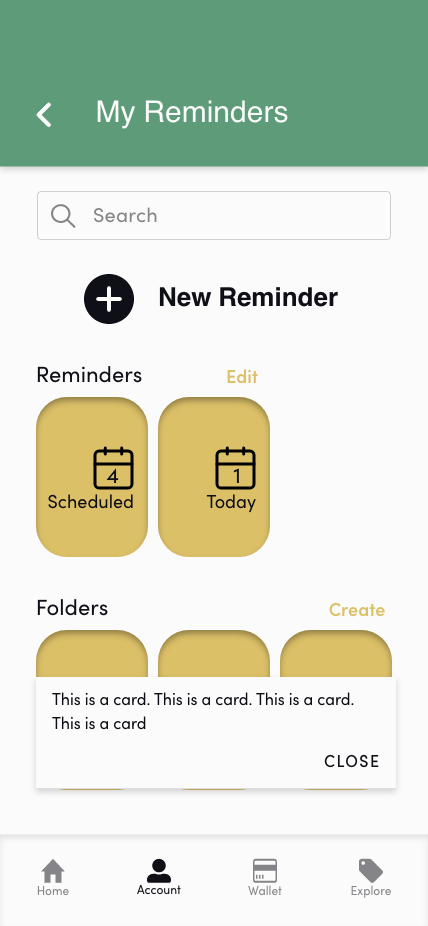 My Reminders
Search
New Reminder
Reminders
Edit
4
1
Scheduled
Today
Folders
Create
This is a card. This is a card. This is a card.
This is a card
CLOSE
Home
Account
Wallet
Explore